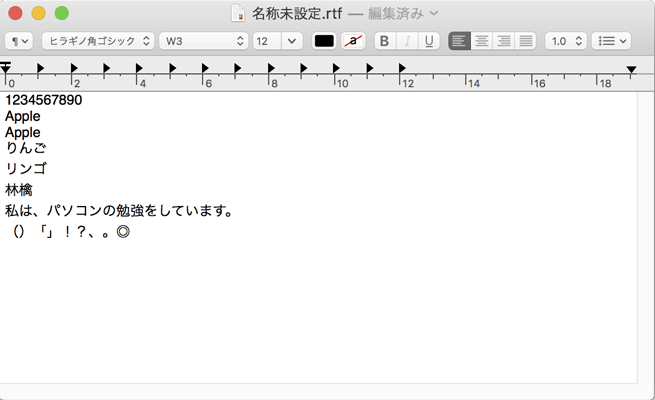 名称未設定.rtf — 編集済み
¶ ヒラギノ角ゴシック W3 12 a B I U 1.0
0 2 4 6 8 10 12 14 16 18
1234567890
Apple
Apple
りんご
リンゴ
林檎
私は、パソコンの勉強をしています。
（）「」！？、。◎